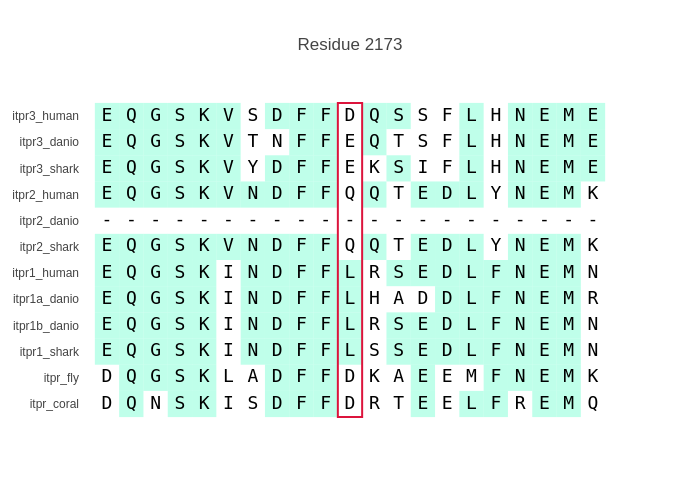 Residue 2173
itpr3_human E Q G S K V S D F F D Q S S F L H N E M E
itpr3_danio E Q G S K V T N F F E Q T S F L H N E M E
itpr3_shark E Q G S K V Y D F F E K S I F L H N E M E
itpr2_human E Q G S K V N D F F Q Q T E D L Y N E M K
itpr2_danio - - - - - - - - - - - - - - - - - - - - -
itpr2_shark E Q G S K V N D F F Q Q T E D L Y N E M K
itpr1_human E Q G S K I N D F F L R S E D L F N E M N
itpr1a_danio E Q G S K I N D F F L H A D D L F N E M R
itpr1b_danio E Q G S K I N D F F L R S E D L F N E M N
itpr1_shark E Q G S K I N D F F L S S E D L F N E M N
itpr_fly D Q G S K L A D F F D K A E E M F N E M K
itpr_coral D Q N S K I S D F F D R T E E L F R E M Q